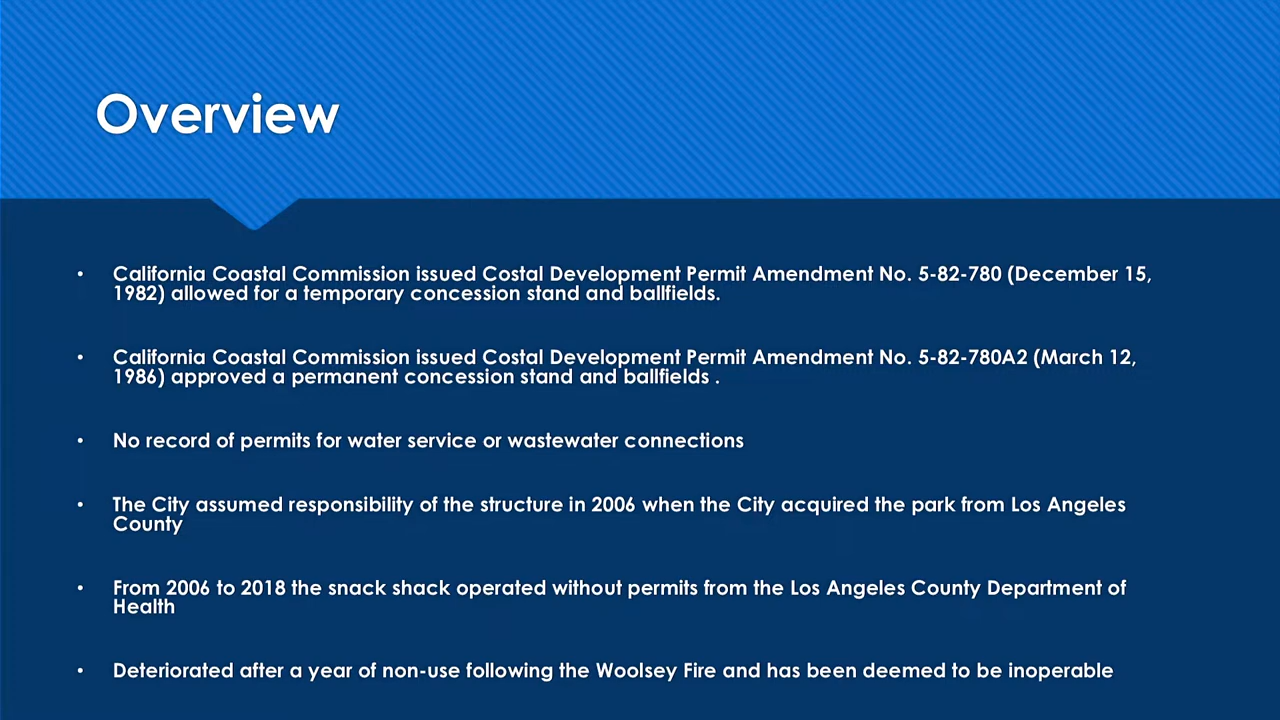 Overview
• California Coastal Commission issued Costal Development Permit Amendment No. 5-82-780 (December 15,
1982) allowed for a temporary concession stand and ballfields.
• California Coastal Commission issued Costal Development Permit Amendment No. 5-82-780A2 (March 12,
1986) approved a permanent concession stand and ballfields .
• No record of permits for water service or wastewater connections
• The City assumed responsibility of the structure in 2006 when the City acquired the park from Los Angeles
County
• From 2006 to 2018 the snack shack operated without permits from the Los Angeles County Department of
Health
• Deteriorated after a year of non-use following the Woolsey Fire and has been deemed to be inoperable